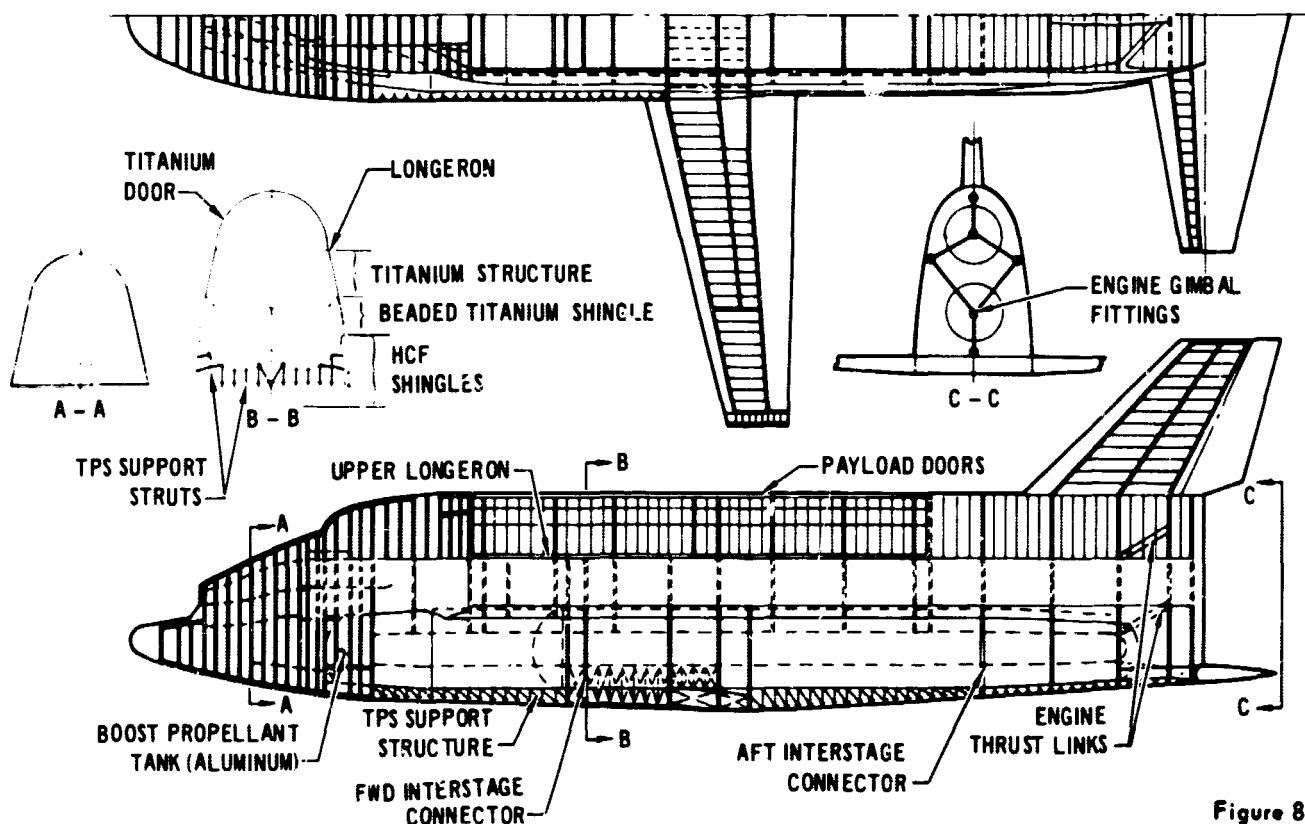 TITANIUM
DOOR
LONGERON
TITANIUM STRUCTURE
BEADED TITANIUM SHINGLE
HCF
SHINGLES
A - A
B - B
TPS SUPPORT
STRUTS
ENGINE GIMBAL
FITTINGS
C - C
UPPER LONGERON
B
PAYLOAD DOORS
A
C
BOOST PROPELLANT
TANK (ALUMINUM)
A
TPS SUPPORT
STRUCTURE
B
FWD INTERSTAGE
CONNECTOR
AFT INTERSTAGE
CONNECTOR
ENGINE
THRUST LINKS
C
Figure 8